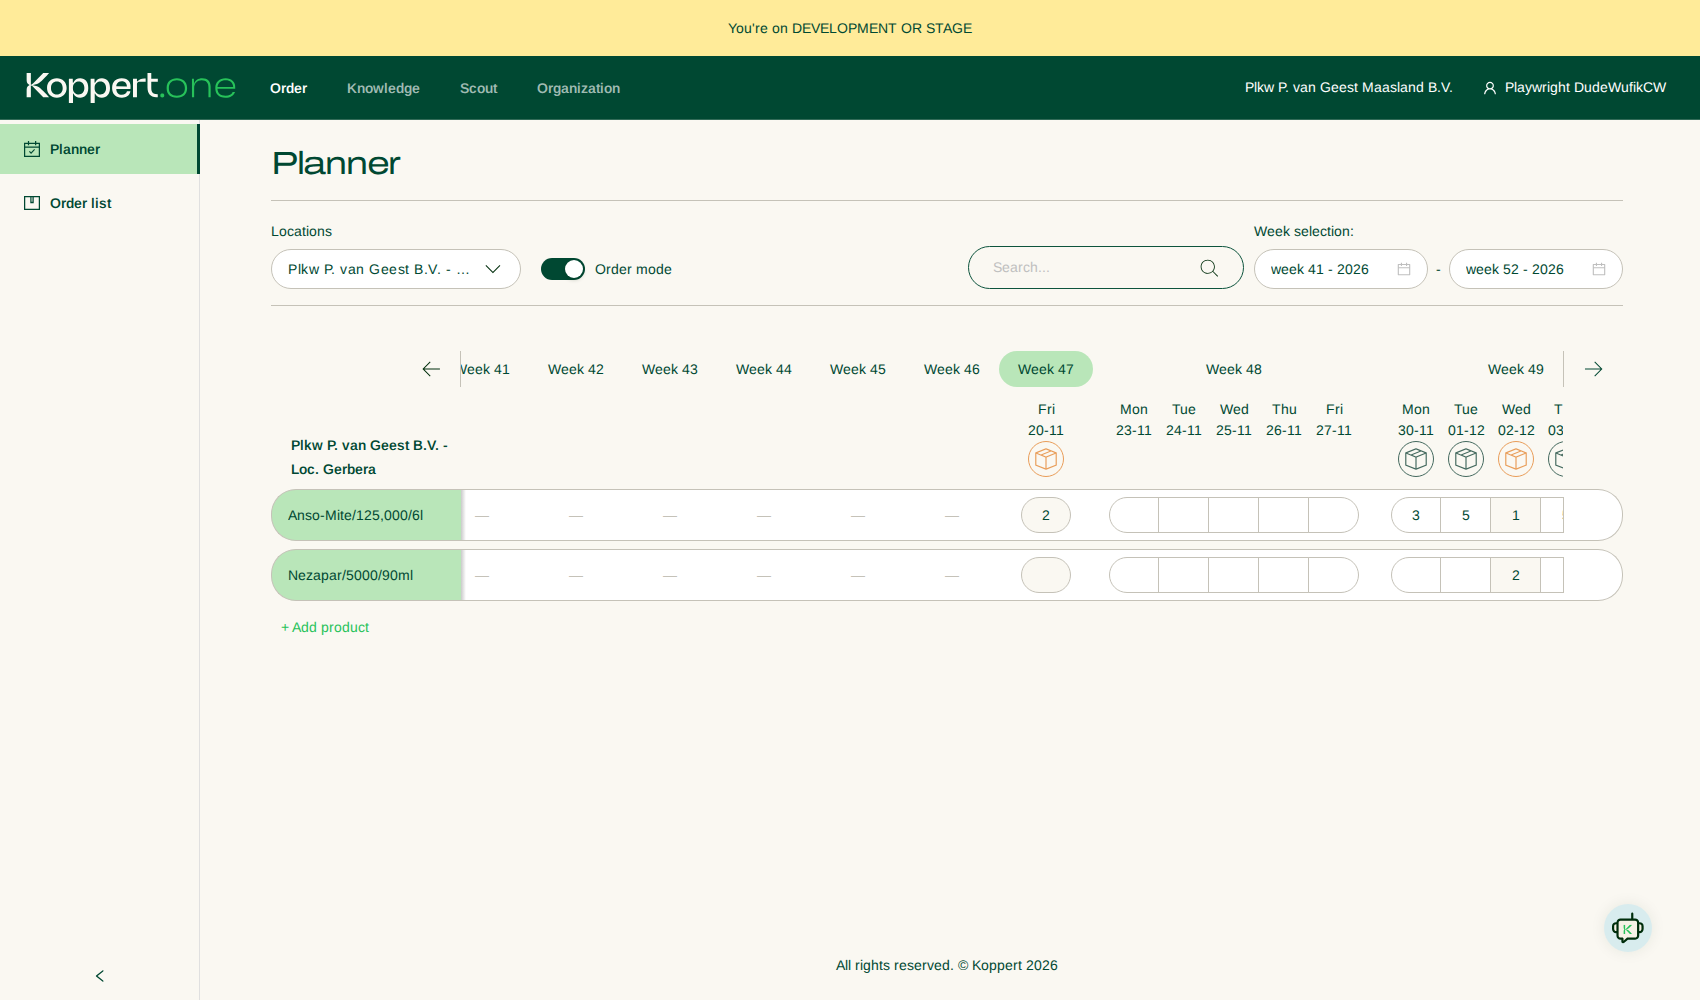 You're on DEVELOPMENT OR STAGE
Koppert.one
Order
Knowledge
Scout
Organization
Plkw P. van Geest Maasland B.V.
Playwright DudeWufikCW
Planner
Order list
Planner
Locations
Plkw P. van Geest B.V. - ...
Order mode
Search...
Week selection:
week 41 - 2026
-
week 52 - 2026
Week 41 Week 42 Week 43 Week 44 Week 45 Week 46 Week 47 Week 48 Week 49
Fri Mon Tue Wed Thu Fri Mon Tue Wed T
20-11 23-11 24-11 25-11 26-11 27-11 30-11 01-12 02-12 03
Plkw P. van Geest B.V. -
Loc. Gerbera
Anso-Mite/125,000/6l — — — — — — 2 3 5 1
Nezapar/5000/90ml — — — — — — 2
+ Add product
All rights reserved. © Koppert 2026